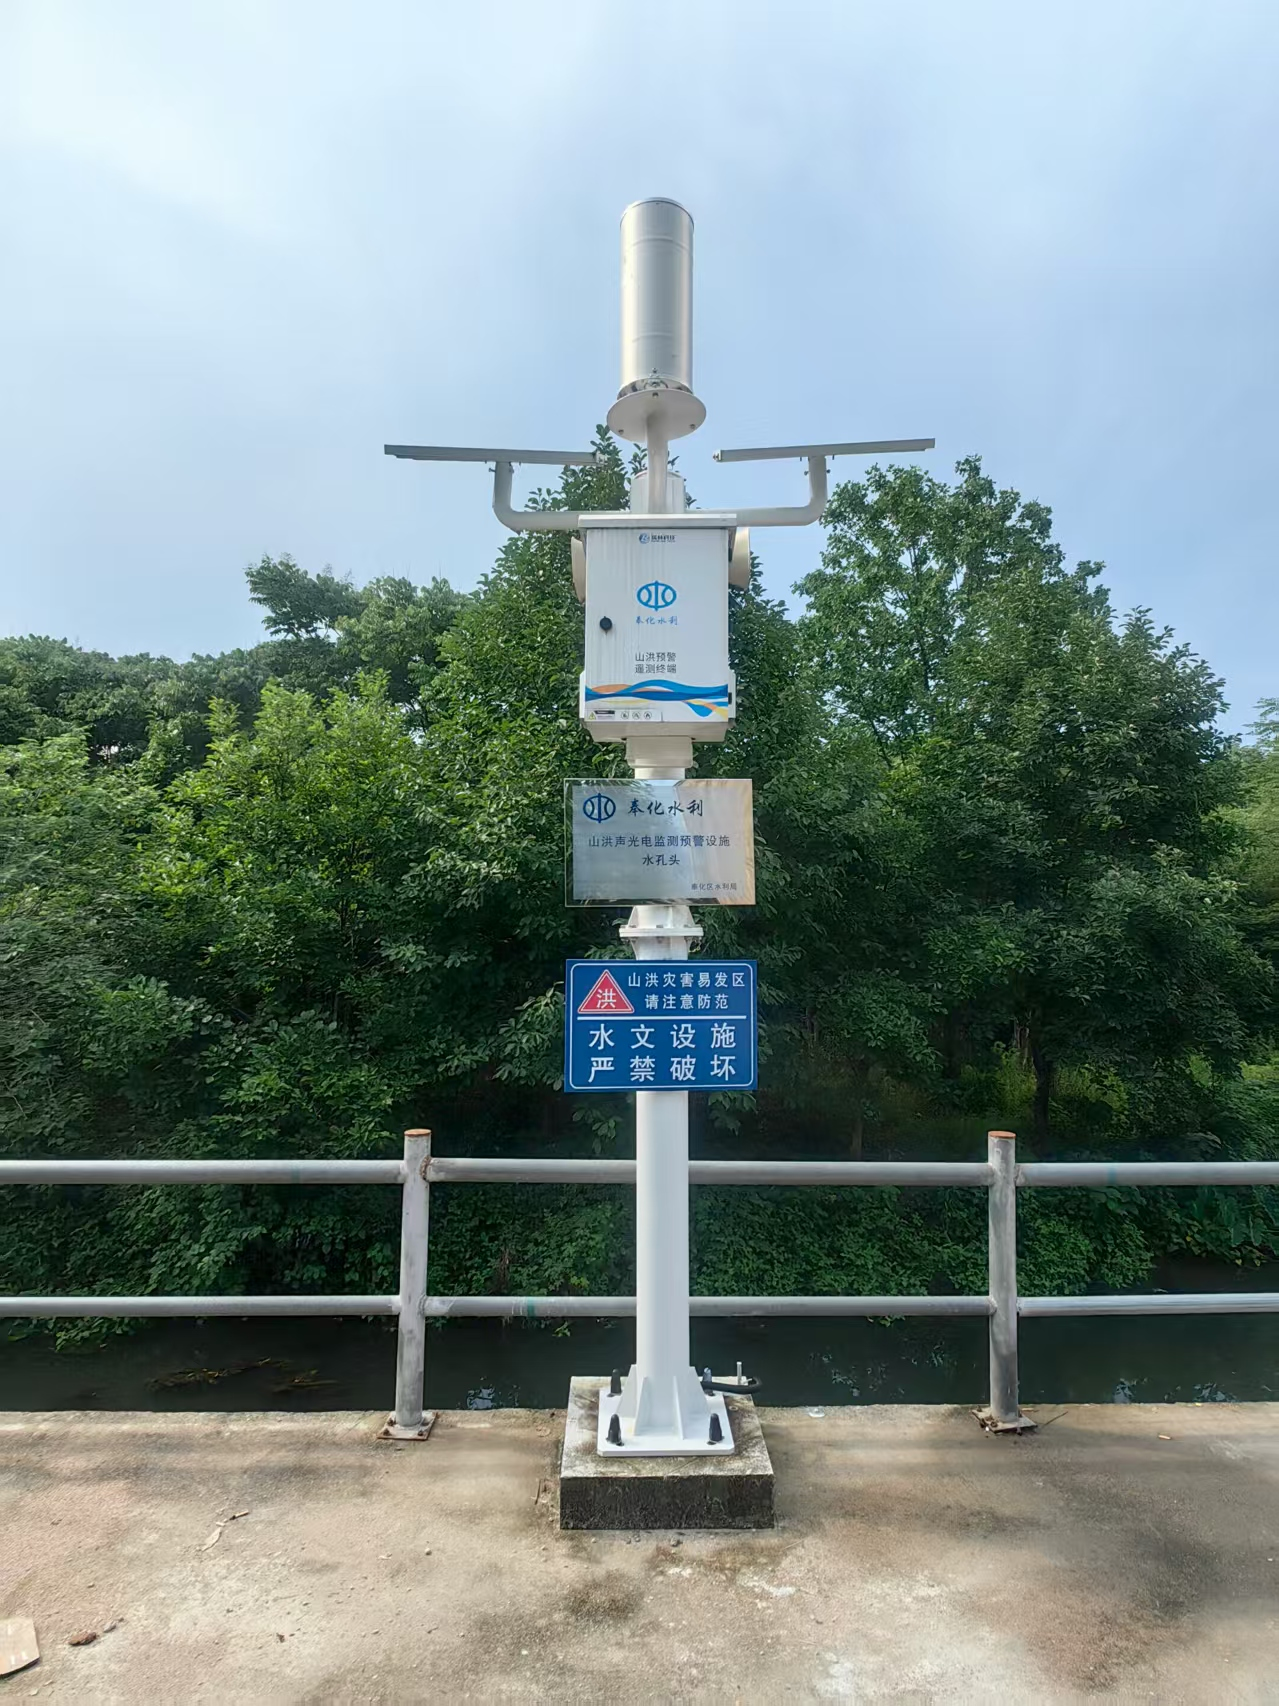 奉化水利
山洪预警
遥测终端
奉化水利
山洪声光电监测预警设施
水孔头
奉化区水利局
洪
山洪灾害易发区
请注意防范
水文设施
严禁破坏